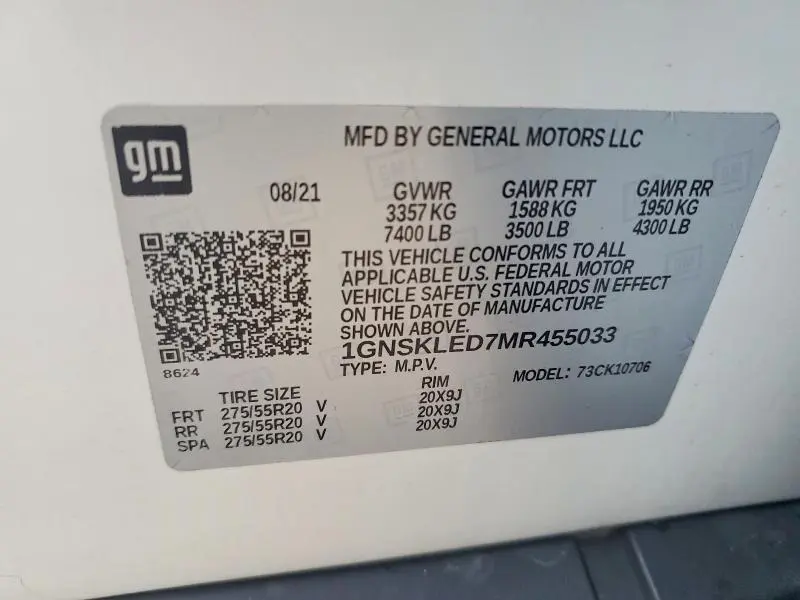 gm
MFD BY GENERAL MOTORS LLC
08/21 GVWR GAWR FRT GAWR RR
3357 KG 1588 KG 1950 KG
7400 LB 3500 LB 4300 LB
THIS VEHICLE CONFORMS TO ALL
APPLICABLE U.S. FEDERAL MOTOR
VEHICLE SAFETY STANDARDS IN EFFECT
ON THE DATE OF MANUFACTURE
SHOWN ABOVE.
1GNSKLED7MR455033
8624
TYPE: M.P.V. MODEL: 73CK10706
TIRE SIZE RIM
FRT 275/55R20 V 20X9J
RR 275/55R20 V 20X9J
SPA 275/55R20 V 20X9J